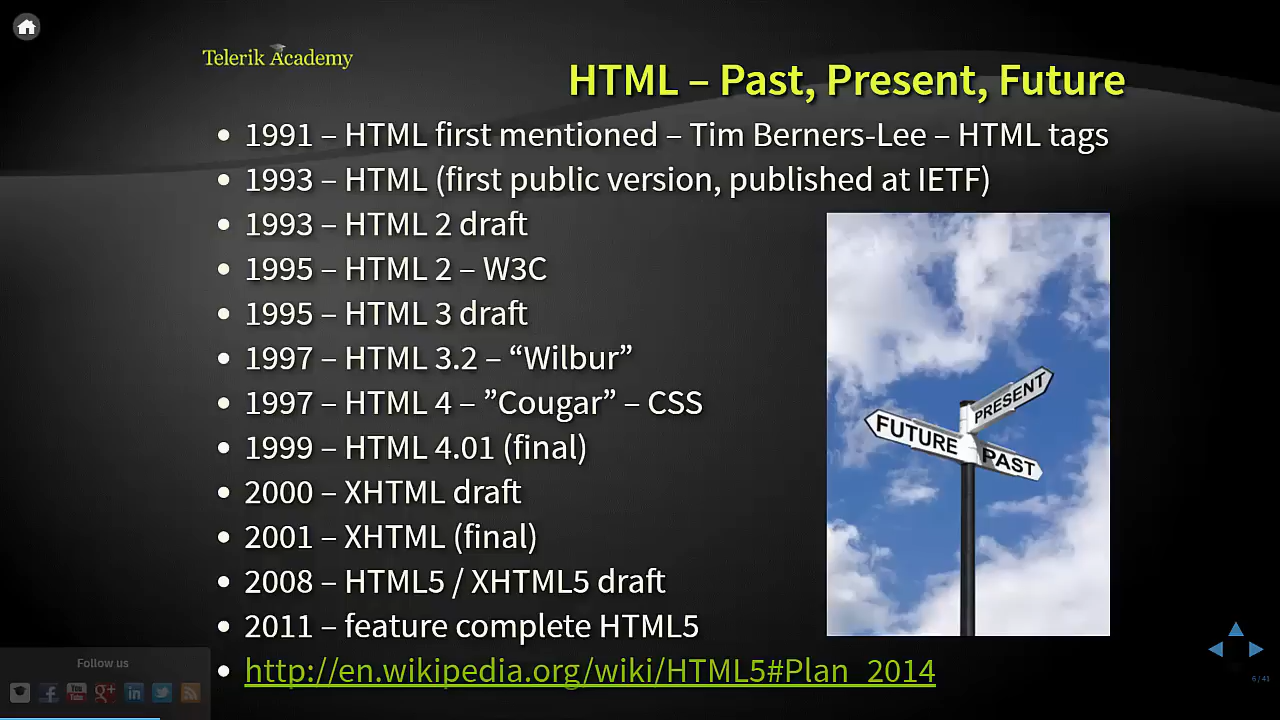 Telerik Academy
HTML – Past, Present, Future
1991 – HTML first mentioned – Tim Berners-Lee – HTML tags
1993 – HTML (first public version, published at IETF)
1993 – HTML 2 draft
1995 – HTML 2 – W3C
1995 – HTML 3 draft
1997 – HTML 3.2 – “Wilbur”
1997 – HTML 4 – ”Cougar” – CSS
1999 – HTML 4.01 (final)
2000 – XHTML draft
2001 – XHTML (final)
2008 – HTML5 / XHTML5 draft
2011 – feature complete HTML5
http://en.wikipedia.org/wiki/HTML5#Plan_2014
PRESENT
FUTURE
PAST
Follow us
6 / 41